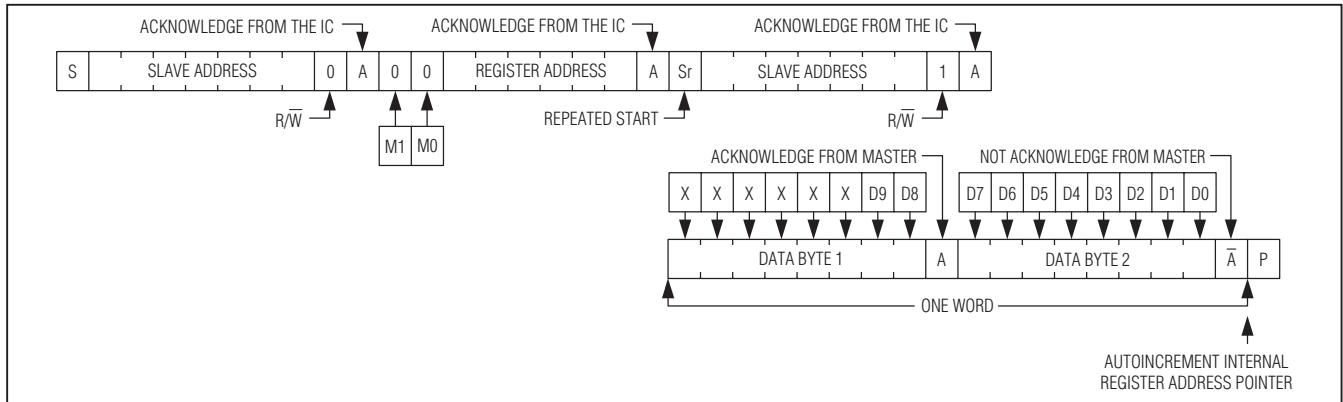 ACKNOWLEDGE FROM THE IC ACKNOWLEDGE FROM THE IC ACKNOWLEDGE FROM THE IC
S SLAVE ADDRESS 0 A 0 0 REGISTER ADDRESS A Sr SLAVE ADDRESS 1 A
R/W̅ REPEATED START R/W̅
M1 M0
ACKNOWLEDGE FROM MASTER NOT ACKNOWLEDGE FROM MASTER
X X X X X X D9 D8 D7 D6 D5 D4 D3 D2 D1 D0
DATA BYTE 1 A DATA BYTE 2 A̅ P
ONE WORD
AUTOINCREMENT INTERNAL
REGISTER ADDRESS POINTER